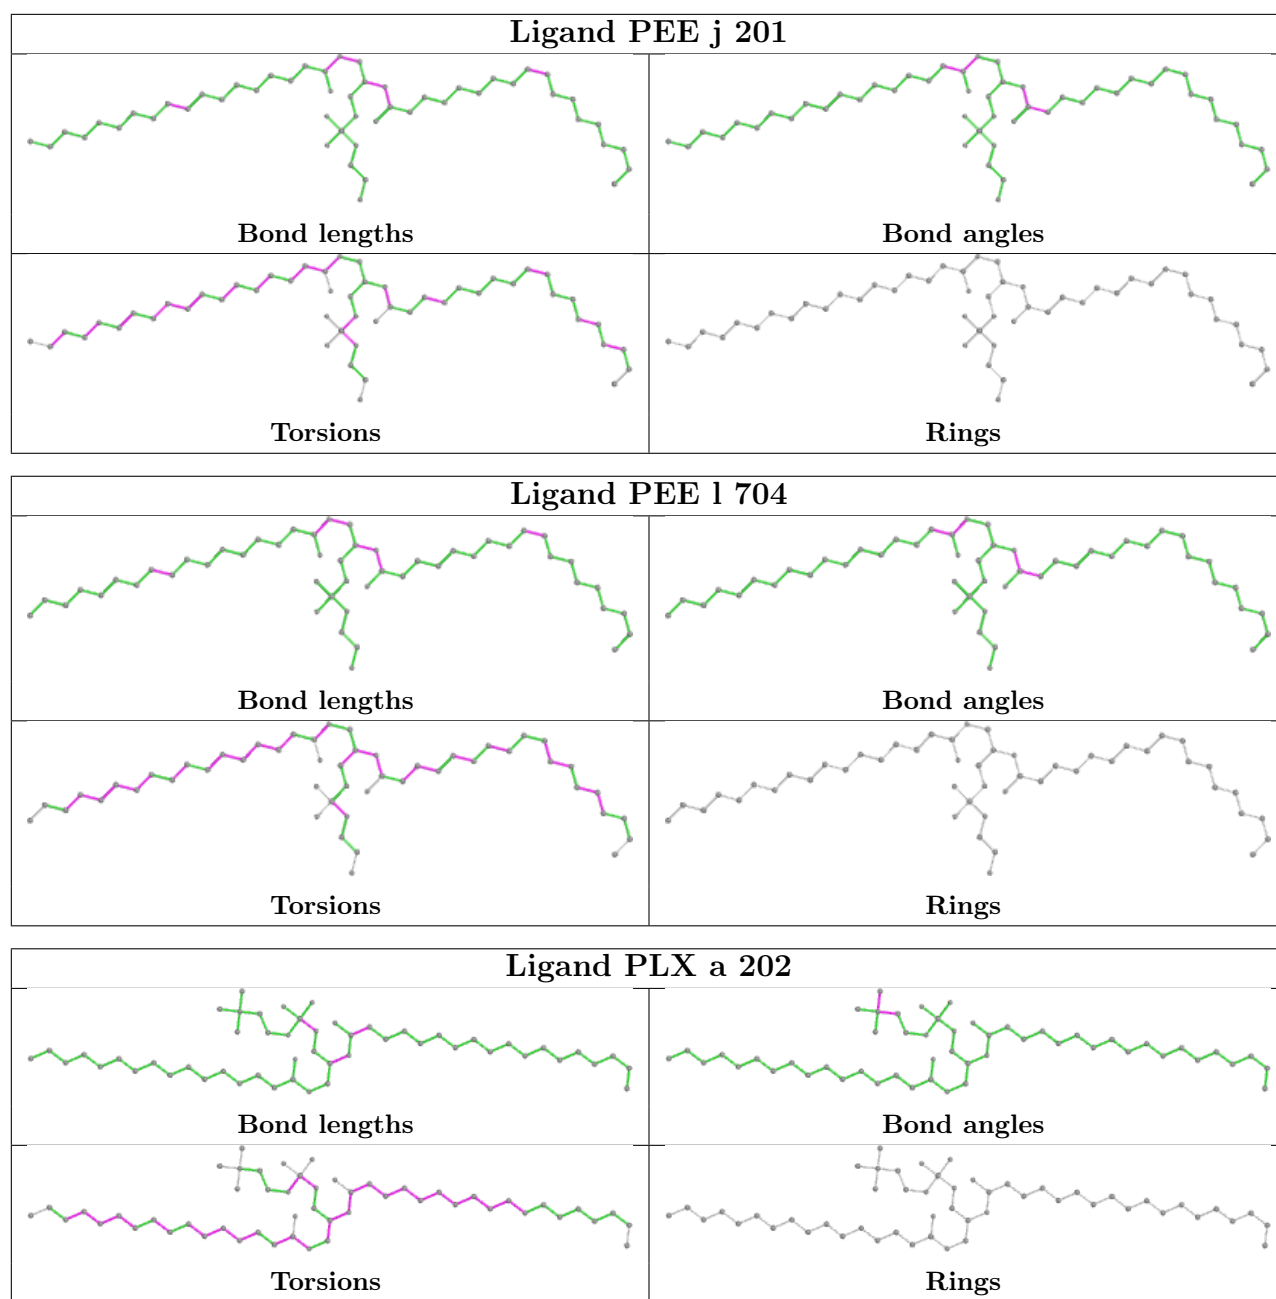 Ligand PEE j 201
Bond lengths
Bond angles
Torsions
Rings
Ligand PEE l 704
Bond lengths
Bond angles
Torsions
Rings
Ligand PLX a 202
Bond lengths
Bond angles
Torsions
Rings